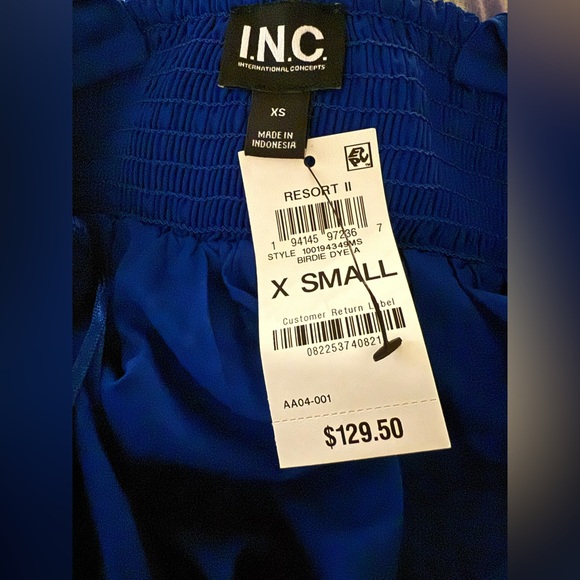 I.N.C.
INTERNATIONAL CONCEPTS
XS
MADE IN
INDONESIA
RESORT II
1 94145 97236 7
STYLE 100194349MS
BIRDIE DYE A
X SMALL
Customer Return Label
082253740821
AA04-001
$129.50